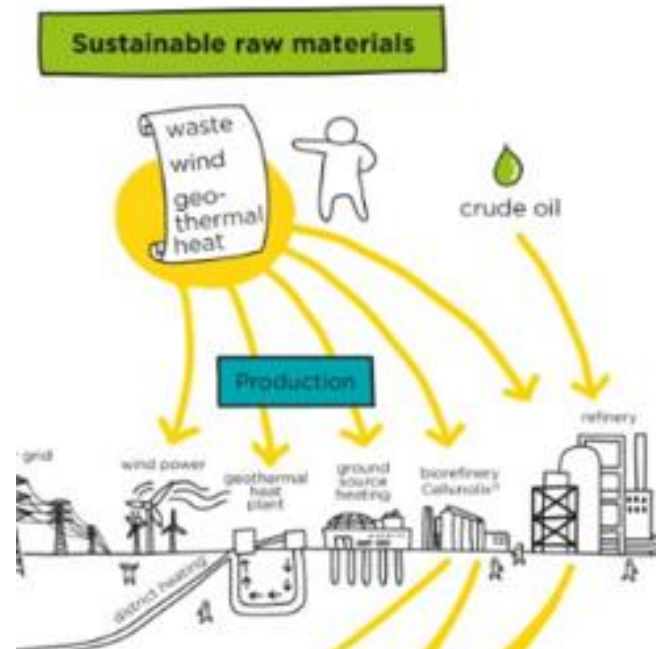 Sustainable raw materials
waste
wind
geo-
thermal
heat
crude oil
Production
refinery
grid
wind power
geothermal
heat
plant
ground
source
heating
biorefinery
Cellunolix®
district heating